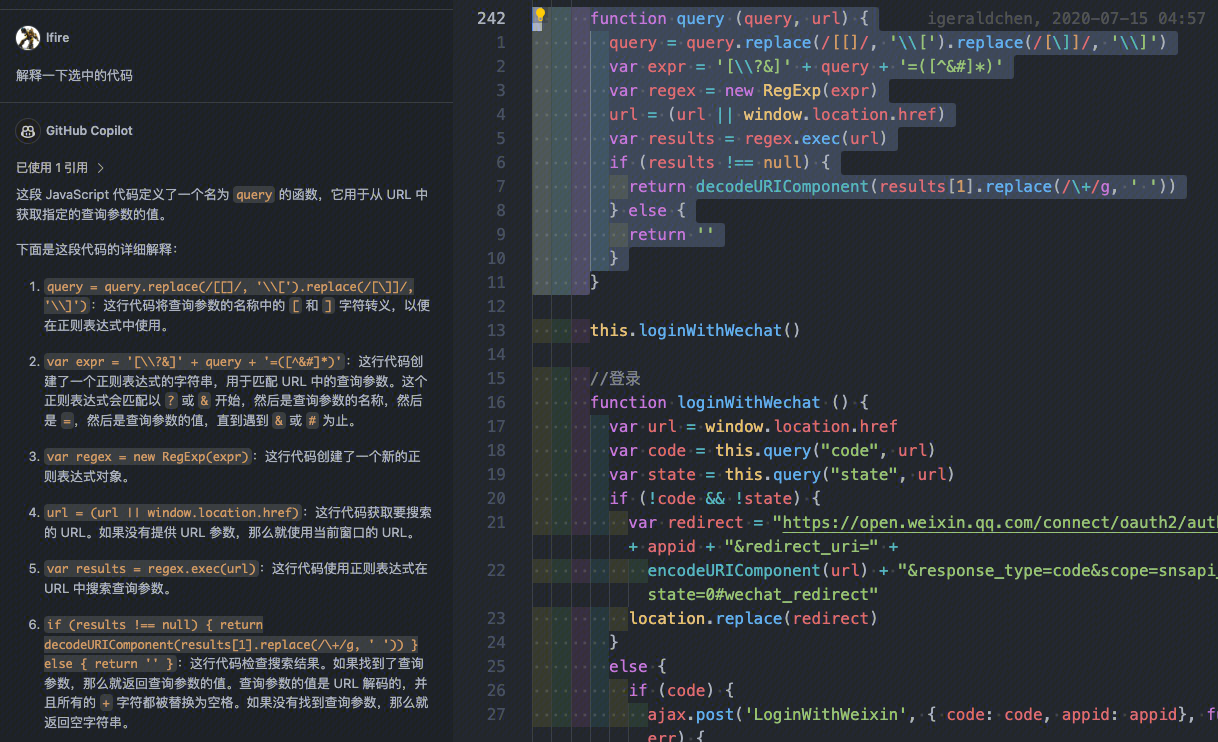 lfire
解释一下选中的代码
GitHub Copilot
已使用 1 引用 >
这段 JavaScript 代码定义了一个名为 query 的函数，它用于从 URL 中
获取指定的查询参数的值。
下面是这段代码的详细解释：
1. query = query.replace(/[[]/, '\\[').replace(/[\]]/,
'\\]')：这行代码将查询参数的名称中的 [ 和 ] 字符转义，以便
在正则表达式中使用。
2. var expr = '[\\?&]' + query + '=([^&#]*)'：这行代码创
建了一个正则表达式的字符串，用于匹配 URL 中的查询参数。这个
正则表达式会匹配以 ? 或 & 开始，然后是查询参数的名称，然后
是 =，然后是查询参数的值，直到遇到 & 或 # 为止。
3. var regex = new RegExp(expr)：这行代码创建了一个新的正
则表达式对象。
4. url = (url || window.location.href)：这行代码获取要搜索
的 URL。如果没有提供 URL 参数，那么就使用当前窗口的 URL。
5. var results = regex.exec(url)：这行代码使用正则表达式在
URL 中搜索查询参数。
6. if (results !== null) { return
decodeURIComponent(results[1].replace(/\+/g, ' ')) }
else { return '' }：这行代码检查搜索结果。如果找到了查询
参数，那么就返回查询参数的值。查询参数的值是 URL 解码的，并
且所有的 + 字符都被替换为空格。如果没有找到查询参数，那么就
返回空字符串。
242 function query (query, url) { igeraldchen, 2020-07-15 04:57
1 query = query.replace(/[[]/, '\\[').replace(/[\]]/, '\\]')
2 var expr = '[\\?&]' + query + '=([^&#]*)'
3 var regex = new RegExp(expr)
4 url = (url || window.location.href)
5 var results = regex.exec(url)
6 if (results !== null) {
7 return decodeURIComponent(results[1].replace(/\+/g, ' '))
8 } else {
9 return ''
10 }
11 }
12
13 this.loginWithWechat()
14
15 //登录
16 function loginWithWechat () {
17 var url = window.location.href
18 var code = this.query("code", url)
19 var state = this.query("state", url)
20 if (!code && !state) {
21 var redirect = "https://open.weixin.qq.com/connect/oauth2/aut
+ appid + "&redirect_uri=" +
22 encodeURIComponent(url) + "&response_type=code&scope=snsapi_
state=0#wechat_redirect"
23 location.replace(redirect)
24 }
25 else {
26 if (code) {
27 ajax.post('LoginWithWeixin', { code: code, appid: appid}, f
err) {